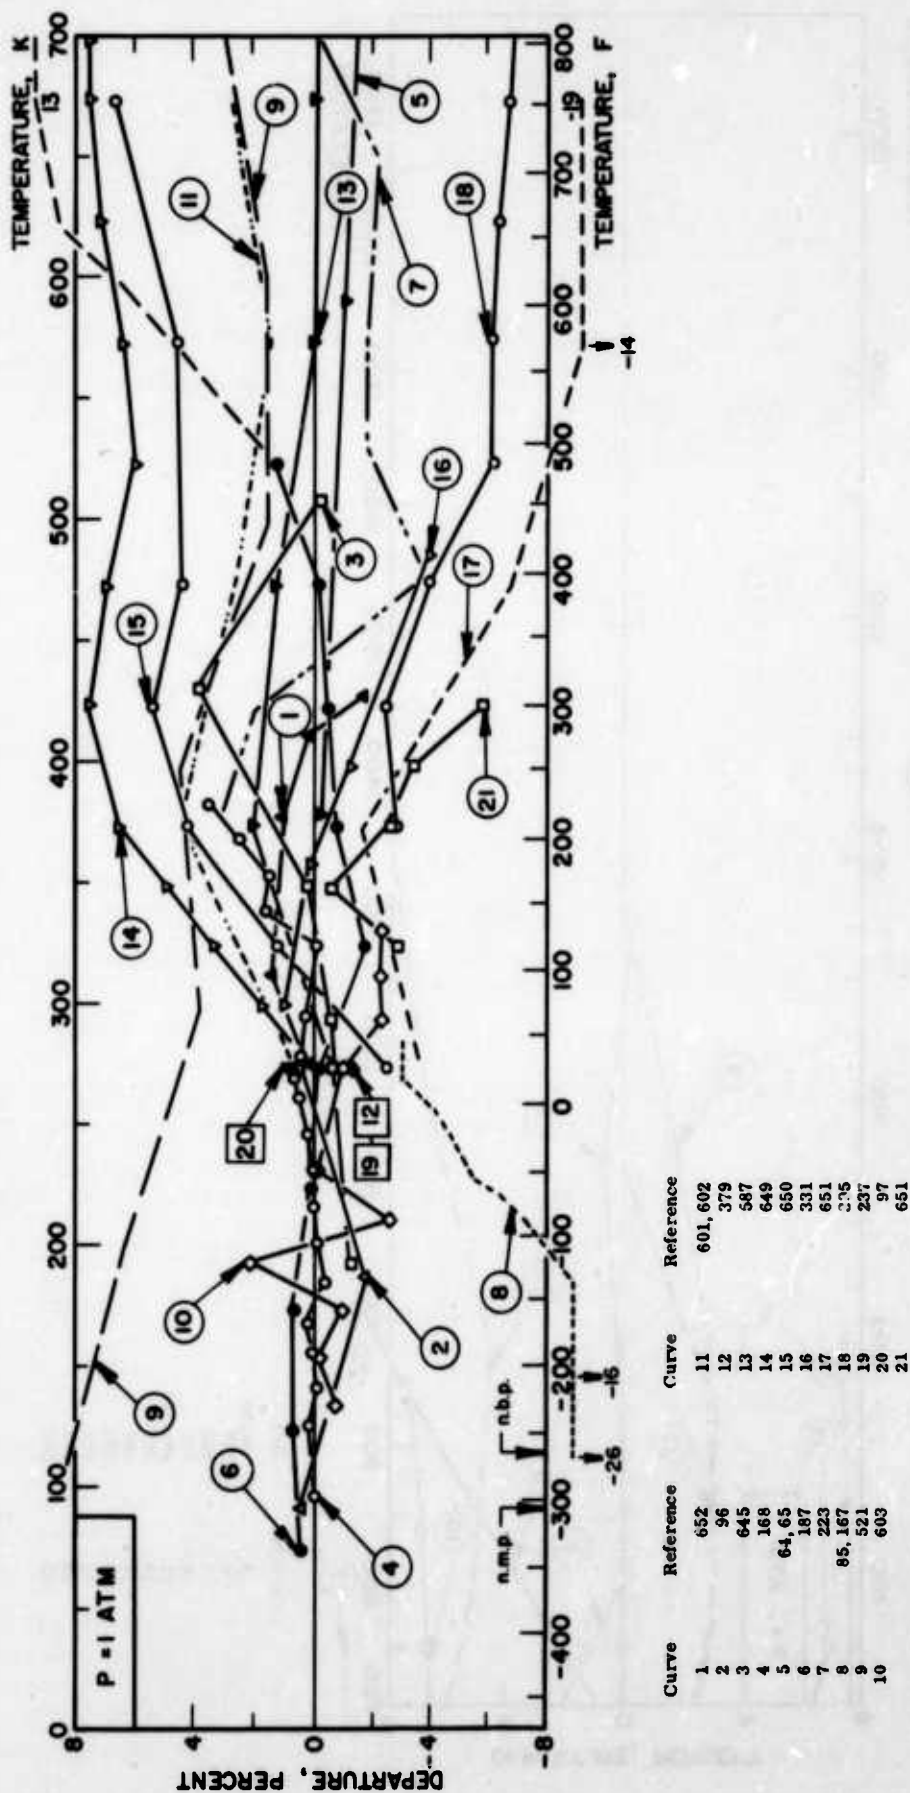 TEMPERATURE, K
0 100 200 300 400 500 600 700
P = 1 ATM
13
DEPARTURE, PERCENT
8
4
0
-4
-8
9
6
10
20
14
15
1
11
9
3
13
5
4
2
19 12
8
21
17
16
7
18
n.m.p.
n.b.p.
-26
-16
-14
-19
-400 -300 -200 -100 0 100 200 300 400 500 600 700 800
TEMPERATURE, F
Curve Reference Curve Reference
1 652 11 601, 602
2 96 12 379
3 645 13 587
4 168 14 649
5 64, 65 15 650
6 187 16 331
7 223 17 651
8 85, 167 18
9 521 19 237
10 603 20 97
21 651